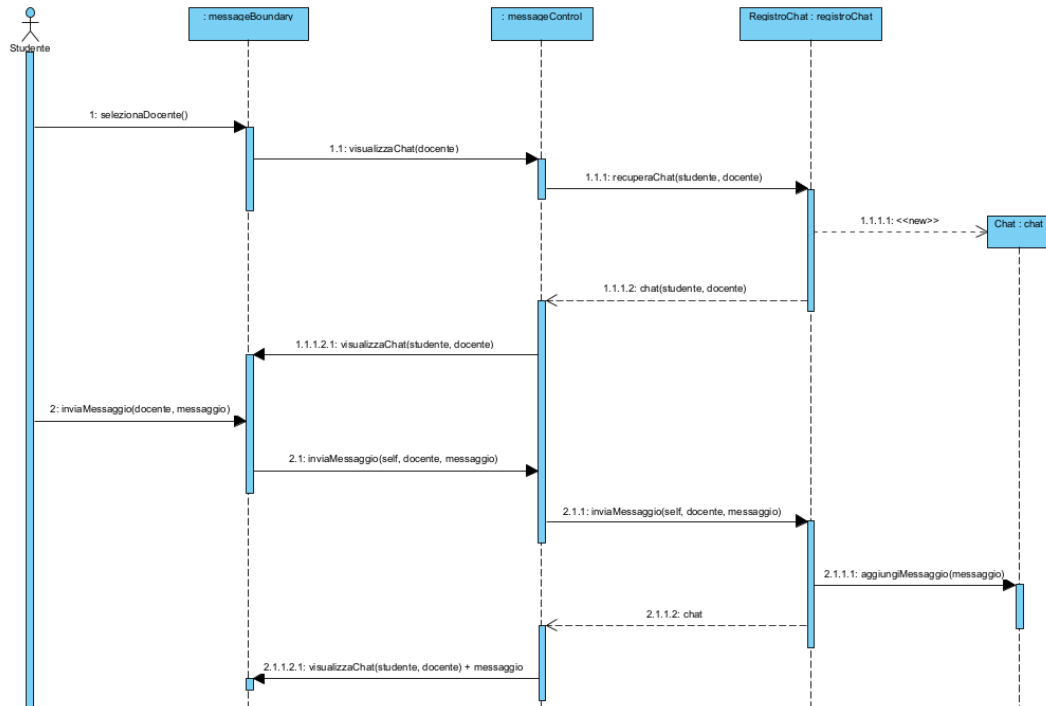 : messageBoundary
: messageControl
RegistroChat : registroChat
Studente
1: selezionaDocente()
1.1: visualizzaChat(docente)
1.1.1: recuperaChat(studente, docente)
1.1.1.1: <<new>>
Chat : chat
1.1.1.2: chat(studente, docente)
1.1.1.2.1: visualizzaChat(studente, docente)
2: inviaMessaggio(docente, messaggio)
2.1: inviaMessaggio(self, docente, messaggio)
2.1.1: inviaMessaggio(self, docente, messaggio)
2.1.1.1: aggiungiMessaggio(messaggio)
2.1.1.2: chat
2.1.1.2.1: visualizzaChat(studente, docente) + messaggio